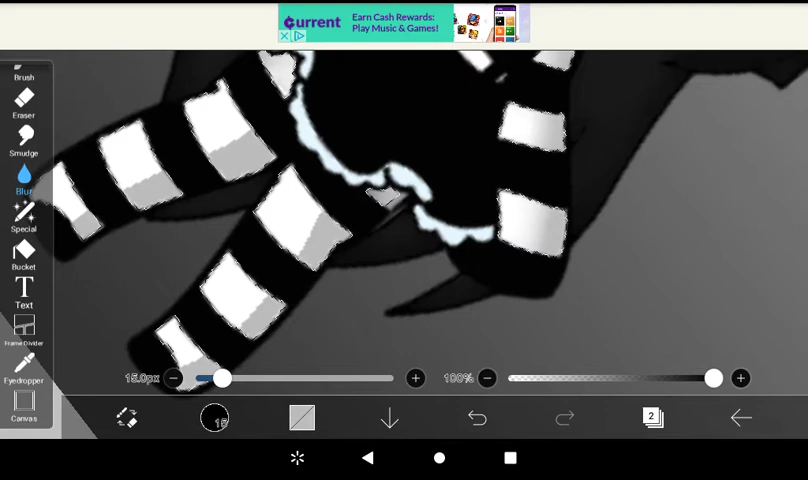 Current
Earn Cash Rewards:
Play Music & Games!
Brush
Eraser
Smudge
Blur
Special
Bucket
T
Text
Frame Divider
Eyedropper
Canvas
15.0px
100%
15
2